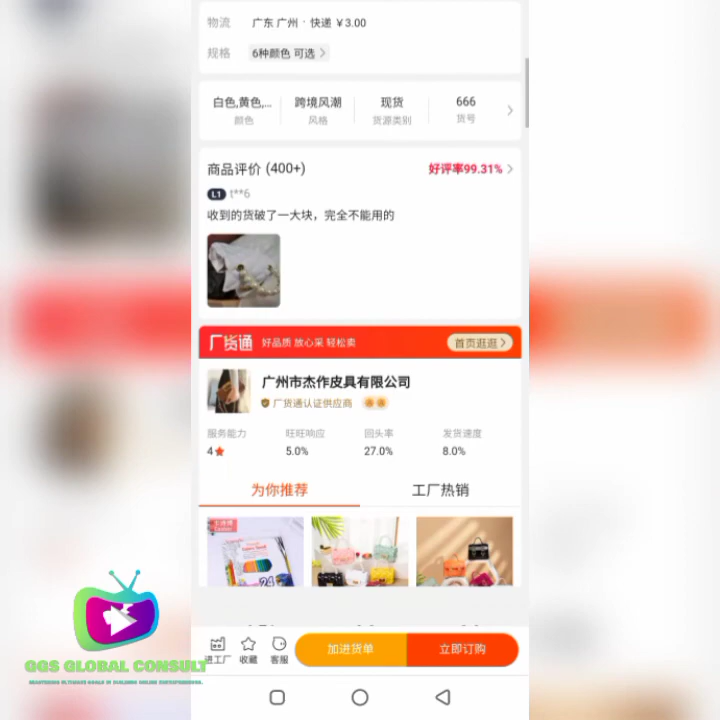 物流 广东 广州 · 快递 ¥3.00
规格 6种颜色 可选 >
白色,黄色,... 跨境风潮 现货 666
颜色 风格 货源类别 货号
商品评价 (400+) 好评率99.31% >
L1 t**6
收到的货破了一大块，完全不能用的
厂货通 好品质 放心采 轻松卖 首页逛逛 >
广州市杰作皮具有限公司
厂货通认证供应商
服务能力 旺旺响应 回头率 发货速度
4 5.0% 27.0% 8.0%
为你推荐 工厂热销
24
进工厂 收藏 客服 加进货单 立即订购
GGS GLOBAL CONSULT